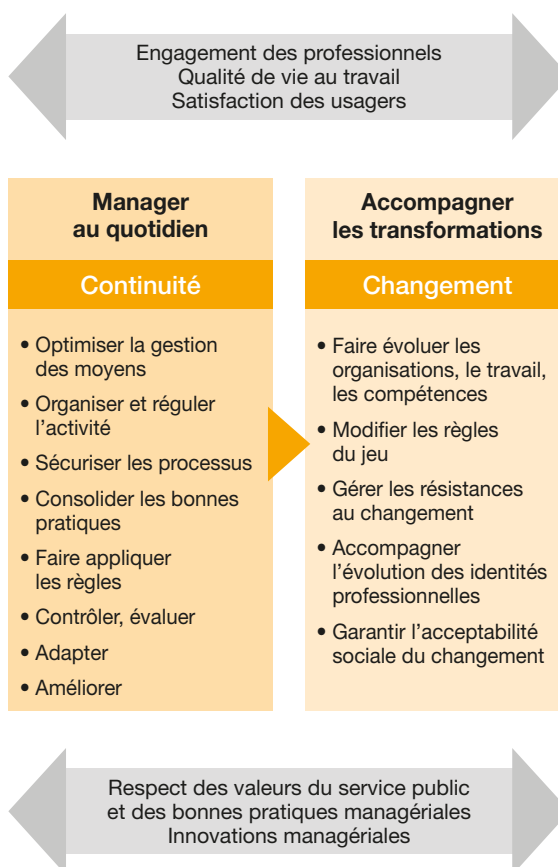 Engagement des professionnels
Qualité de vie au travail
Satisfaction des usagers
Manager
au quotidien
Continuité
• Optimiser la gestion
des moyens
• Organiser et réguler
l’activité
• Sécuriser les processus
• Consolider les bonnes
pratiques
• Faire appliquer
les règles
• Contrôler, évaluer
• Adapter
• Améliorer
Accompagner
les transformations
Changement
• Faire évoluer les
organisations, le travail,
les compétences
• Modifier les règles
du jeu
• Gérer les résistances
au changement
• Accompagner
l’évolution des identités
professionnelles
• Garantir l’acceptabilité
sociale du changement
Respect des valeurs du service public
et des bonnes pratiques managériales
Innovations managériales